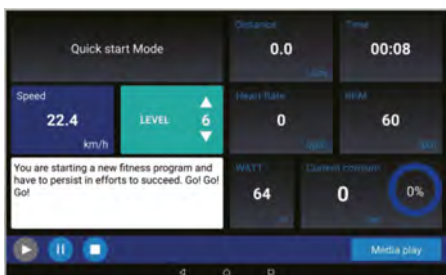 Quick start Mode
Distance
0.0
Time
00:08
Speed
22.4
km/h
LEVEL
6
Heart Rate
0
RPM
60
You are starting a new fitness program and
have to persist in efforts to succeed. Go! Go!
Go!
WATT
64
Current consum
0
0%
Media play